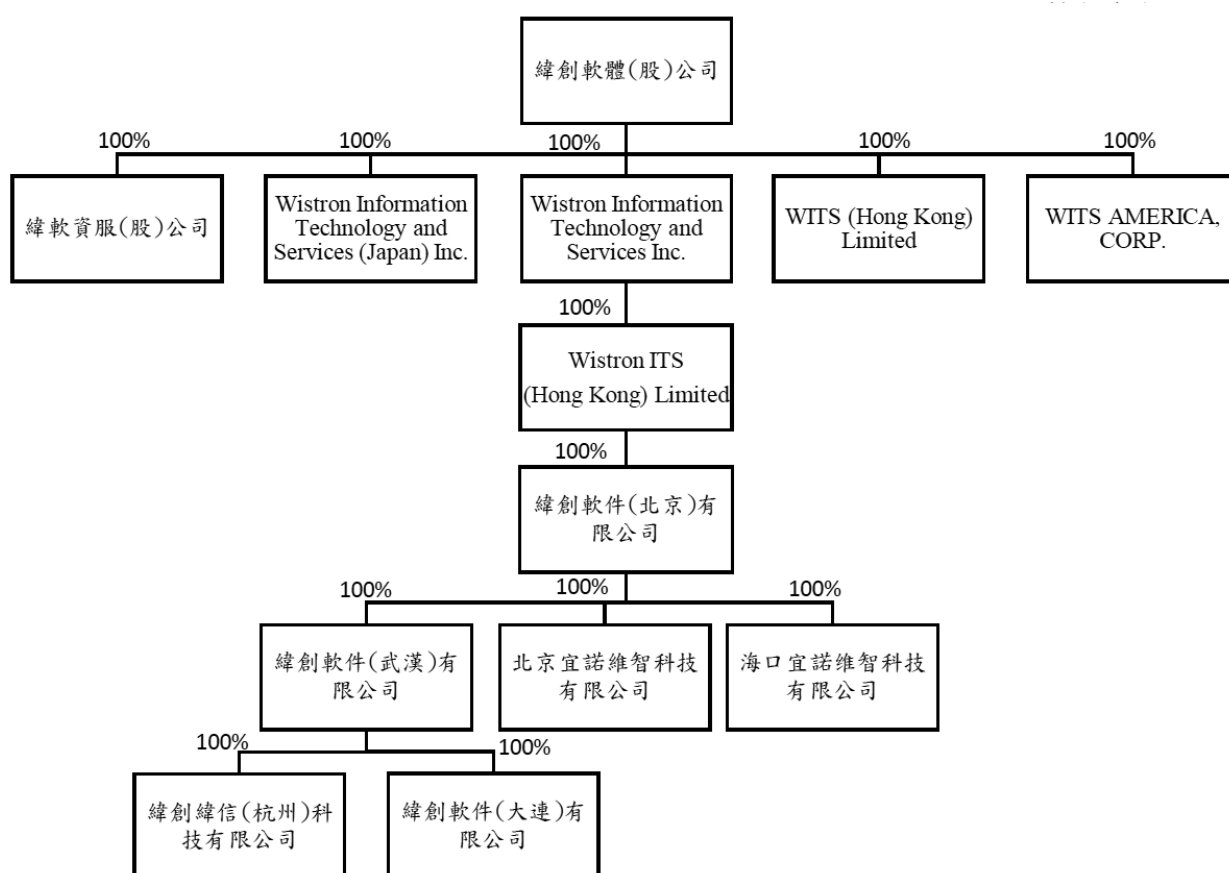 緯創軟體(股)公司
100%
100%
100%
100%
100%
緯軟資服(股)公司
Wistron Information
Technology and
Services (Japan) Inc.
Wistron Information
Technology and
Services Inc.
WITS (Hong Kong)
Limited
WITS AMERICA,
CORP.
100%
Wistron ITS
(Hong Kong) Limited
100%
緯創軟件(北京)有
限公司
100%
100%
100%
緯創軟件(武漢)有
限公司
北京宜諾維智科技
有限公司
海口宜诺维智科技
有限公司
100%
100%
緯創緯信(杭州)科
技有限公司
緯創軟件(大連)有
限公司